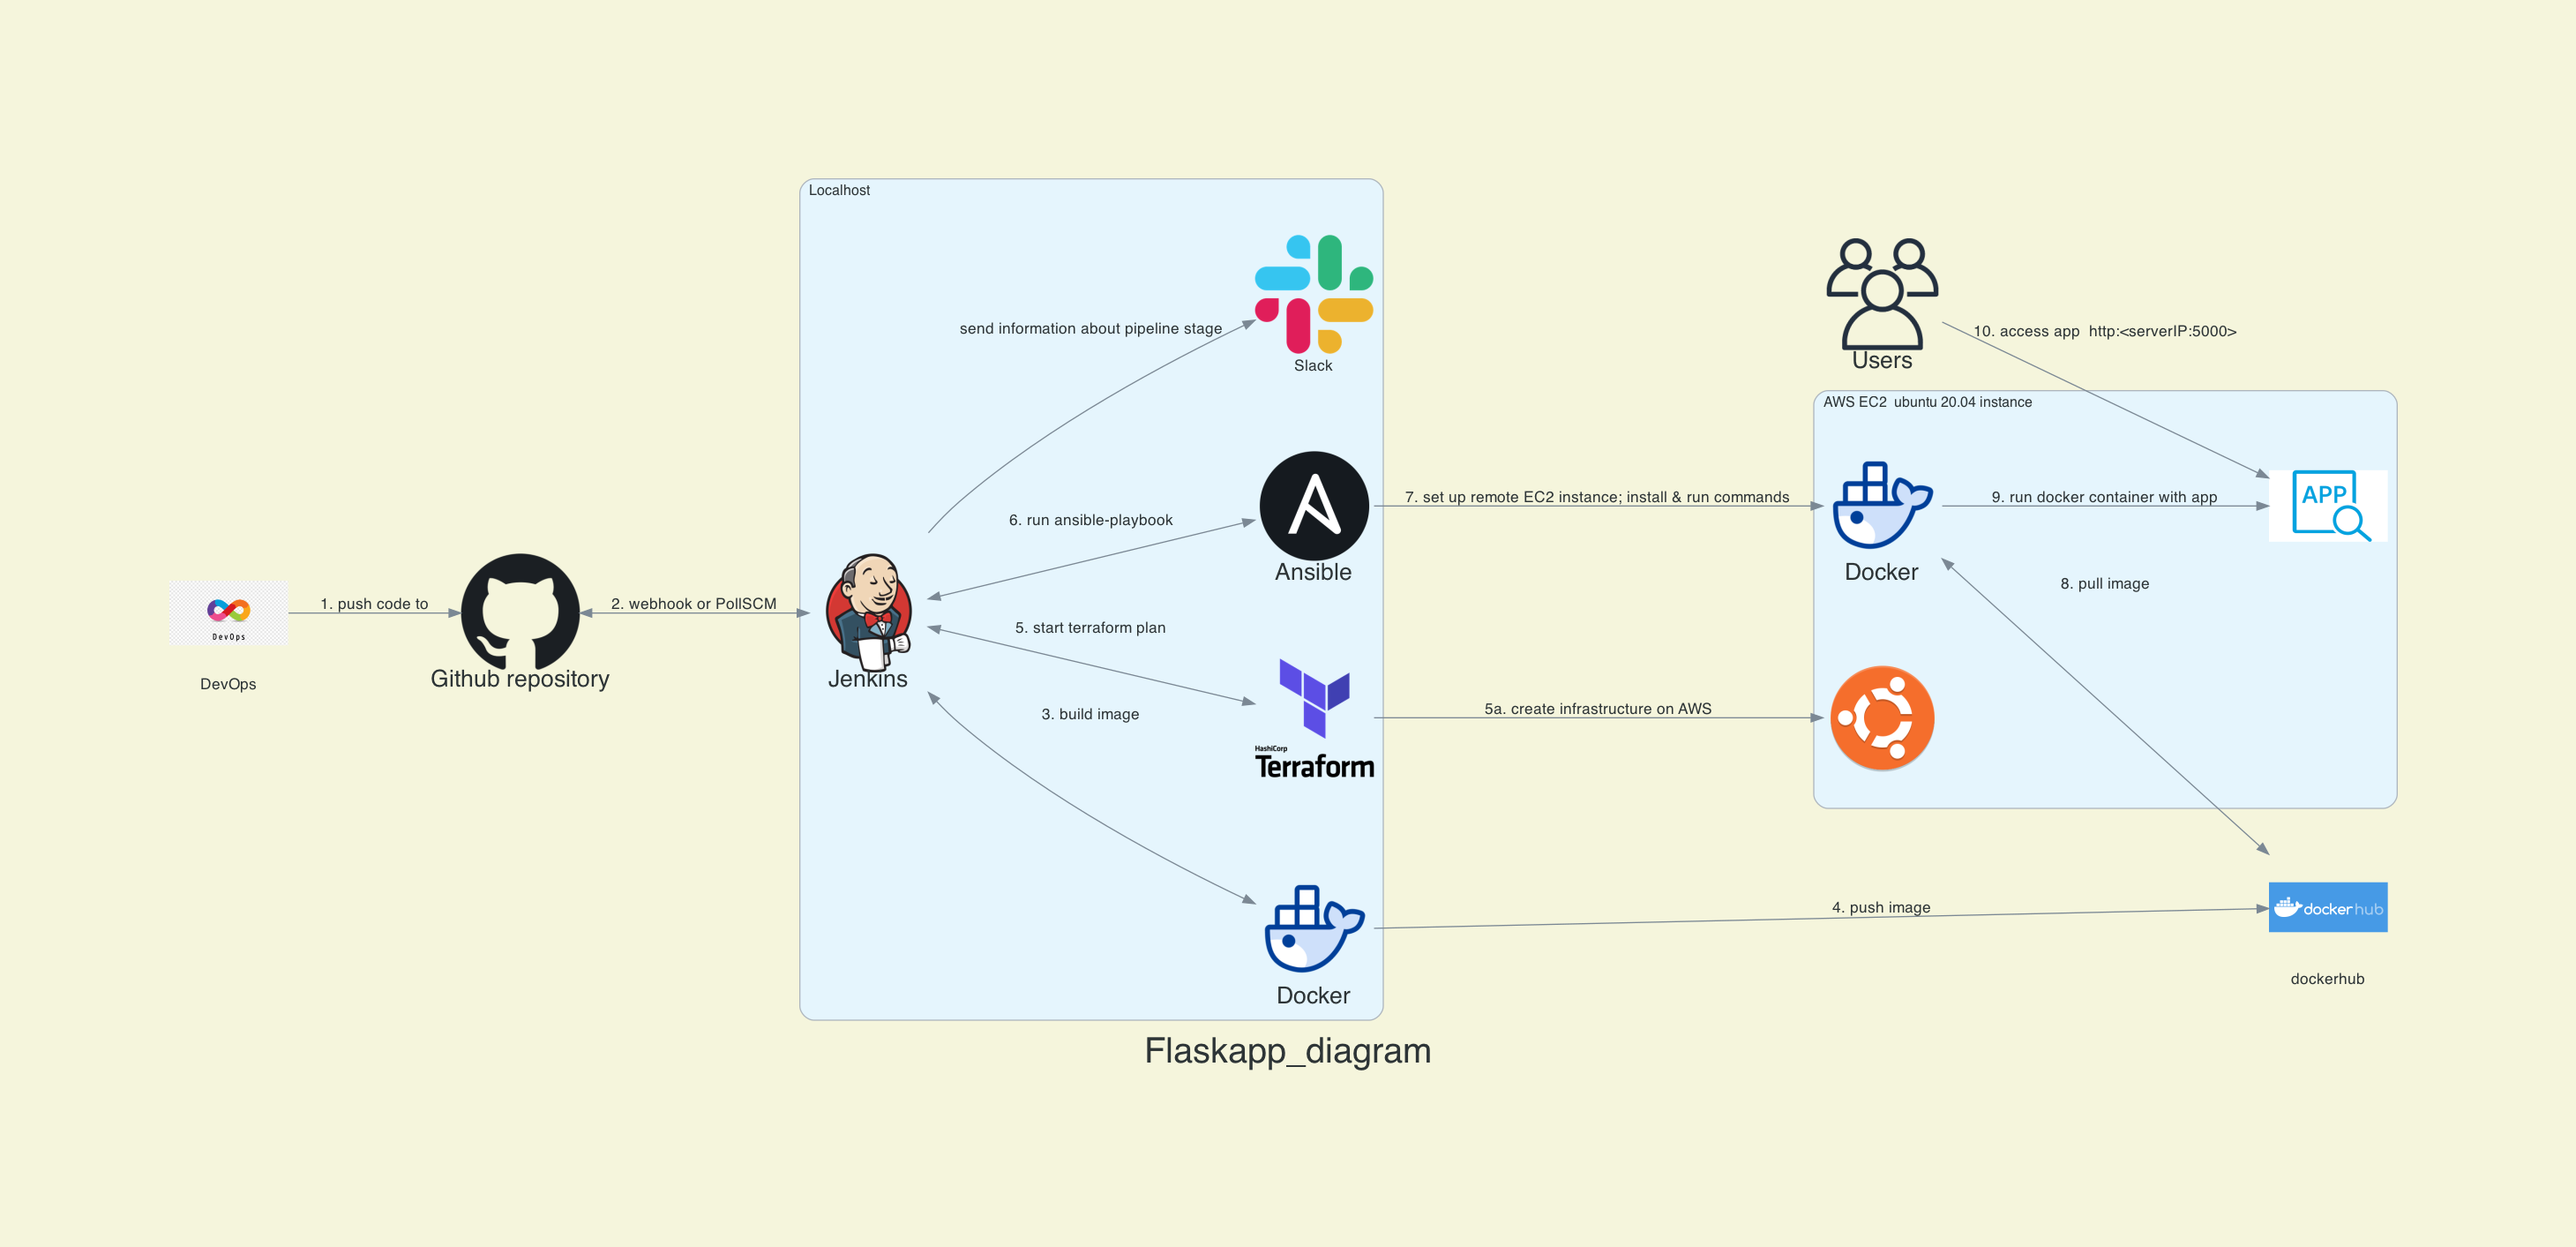 Localhost
send information about pipeline stage
Slack
Users
10. access app  http:<serverIP:5000>
AWS EC2  ubuntu 20.04 instance
6. run ansible-playbook
Ansible
7. set up remote EC2 instance; install & run commands
Docker
9. run docker container with app
APP
8. pull image
DevOps
DevOps
1. push code to
Github repository
2. webhook or PollSCM
Jenkins
5. start terraform plan
3. build image
HashiCorp
Terraform
5a. create infrastructure on AWS
Docker
4. push image
dockerhub
dockerhub
Flaskapp_diagram